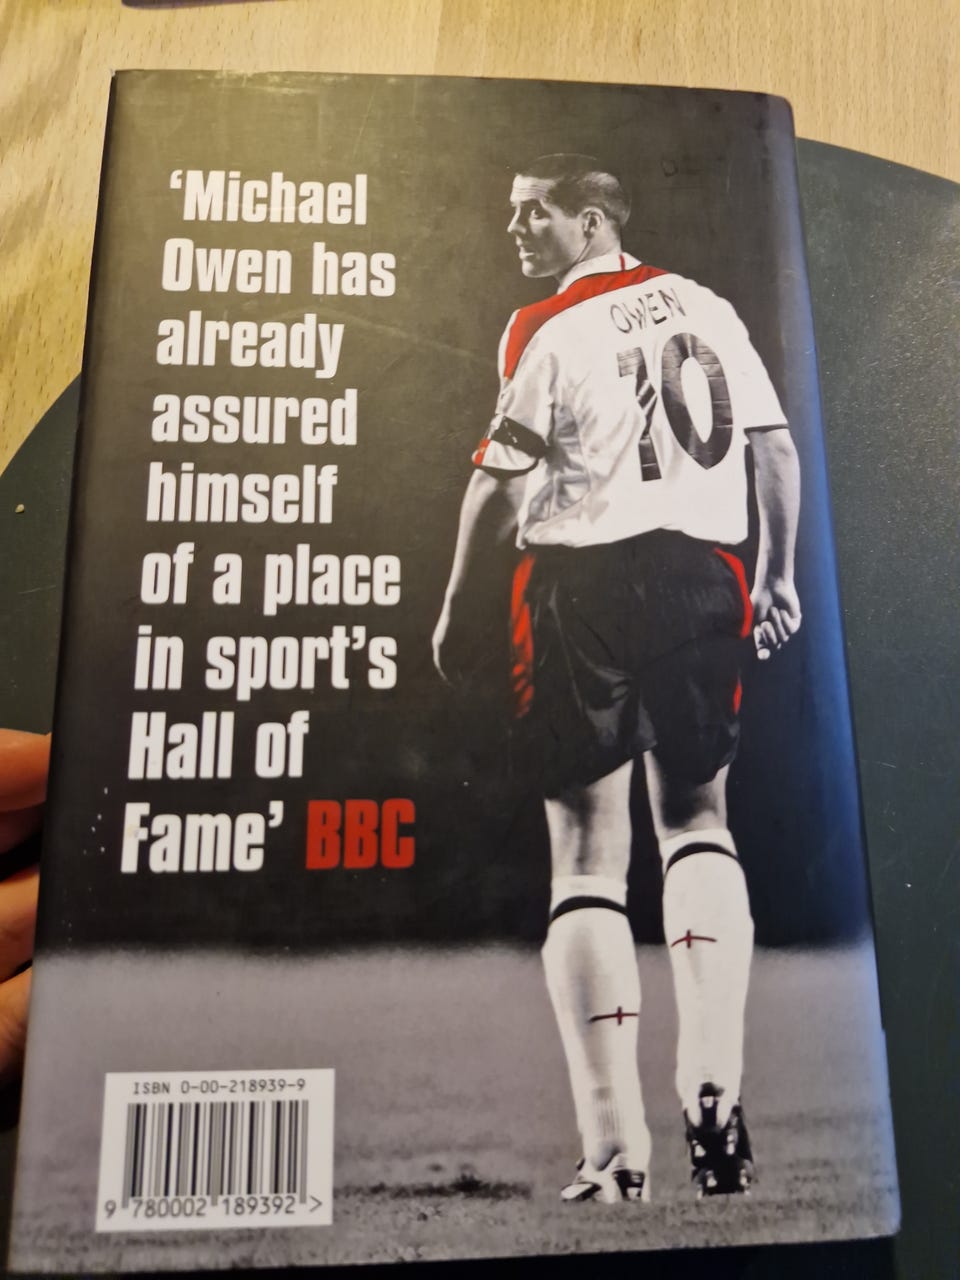 ‘Michael
Owen has
already
assured
himself
of a place
in sport’s
Hall of
Fame’ BBC
OWEN
10
ISBN 0-00-218939-9
9 780002 189392 >